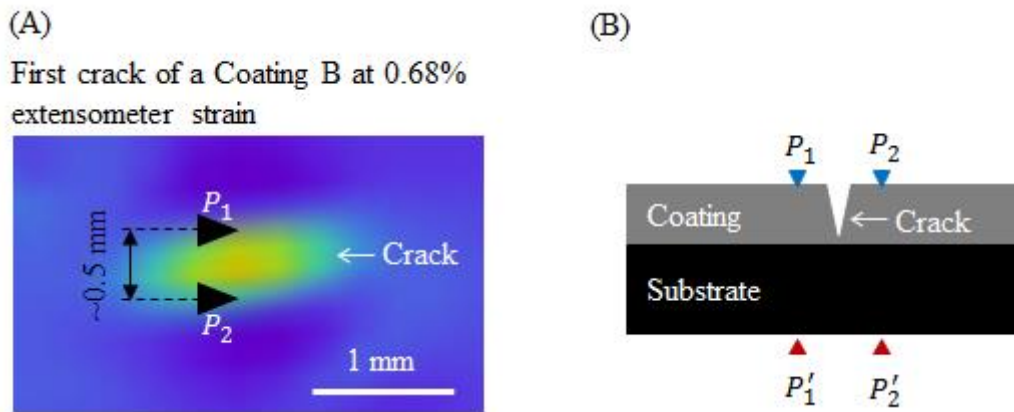 (A)
First crack of a Coating B at 0.68%
extensometer strain
P₁
~0.5 mm
Crack
P₂
1 mm
(B)
P₁ P₂
Coating
Crack
Substrate
P₁′ P₂′